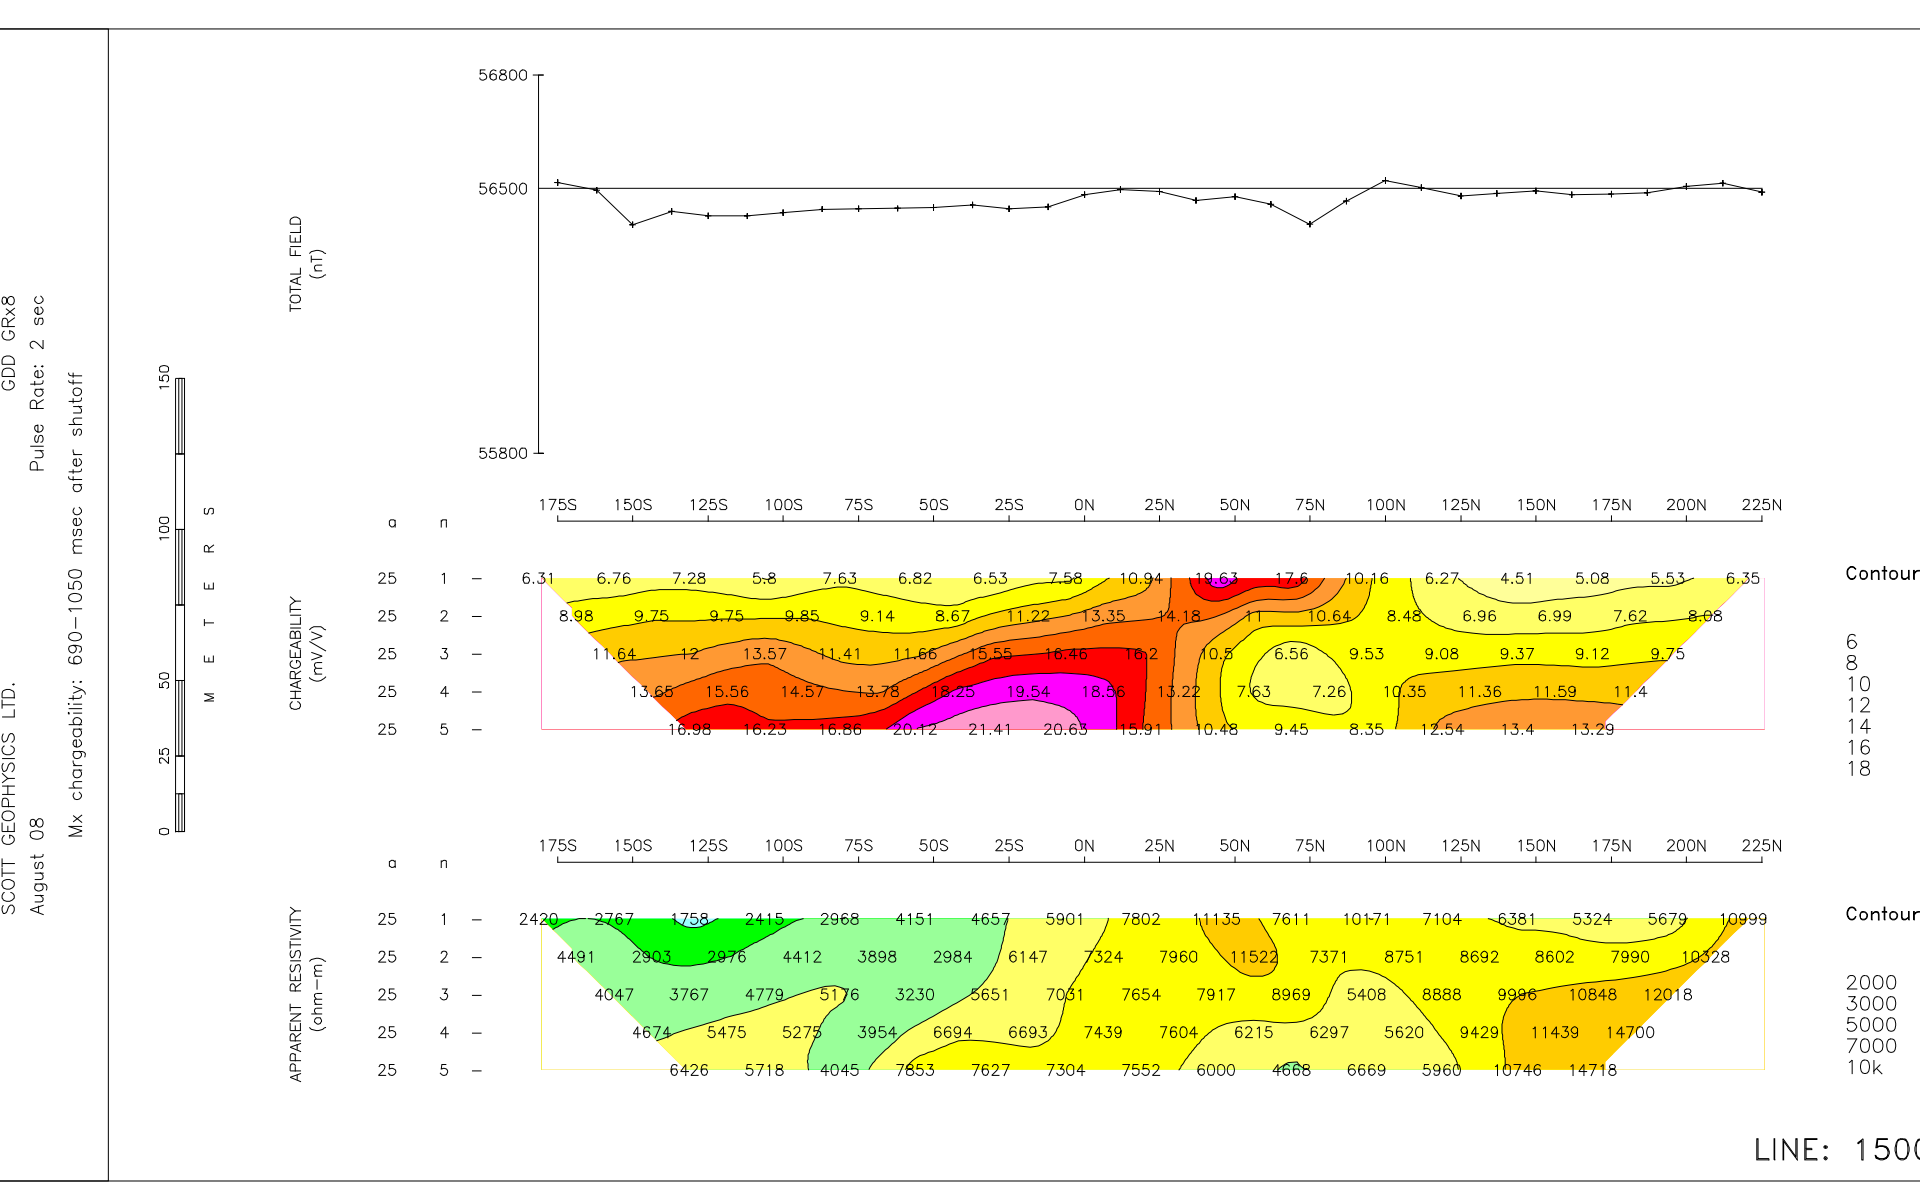 SCOTT GEOPHYSICS LTD.
GDD GRx8
August 08
Pulse Rate: 2 sec
Mx chargeability: 690-1050 msec after shutoff
0 25 50 100 150
METERS
TOTAL FIELD
(nT)
56800
56500
55800
175S 150S 125S 100S 75S 50S 25S 0N 25N 50N 75N 100N 125N 150N 175N 200N 225N
a n
CHARGEABILITY
(mV/V)
25 1 6.31 6.76 7.28 5.8 7.63 6.82 6.53 7.58 10.94 19.63 17.6 10.16 6.27 4.51 5.08 5.53 6.35
25 2 8.98 9.75 9.75 9.85 9.14 8.67 11.22 13.35 14.18 11 10.64 8.48 6.96 6.99 7.62 8.08
25 3 11.64 12 13.57 11.41 11.66 15.55 16.46 16.2 10.5 6.56 9.53 9.08 9.37 9.12 9.75
25 4 13.65 15.56 14.57 13.78 18.25 19.54 18.56 13.22 7.63 7.26 10.35 11.36 11.59 11.4
25 5 16.98 16.23 16.86 20.12 21.41 20.63 15.91 10.48 9.45 8.35 12.54 13.4 13.29
Contour
6
8
10
12
14
16
18
175S 150S 125S 100S 75S 50S 25S 0N 25N 50N 75N 100N 125N 150N 175N 200N 225N
a n
APPARENT RESISTIVITY
(ohm-m)
25 1 2420 2767 1758 2415 2968 4151 4657 5901 7802 11135 7611 10171 7104 6381 5324 5679 10999
25 2 4491 2903 2976 4412 3898 2984 6147 7324 7960 11522 7371 8751 8692 8602 7990 10328
25 3 4047 3767 4779 5176 3230 5651 7031 7654 7917 8969 5408 8888 9996 10848 12018
25 4 4674 5475 5275 3954 6694 6693 7439 7604 6215 6297 5620 9429 11439 14700
25 5 6426 5718 4045 7853 7627 7304 7552 6000 4668 6669 5960 10746 14718
Contour
2000
3000
5000
7000
10k
LINE: 1500